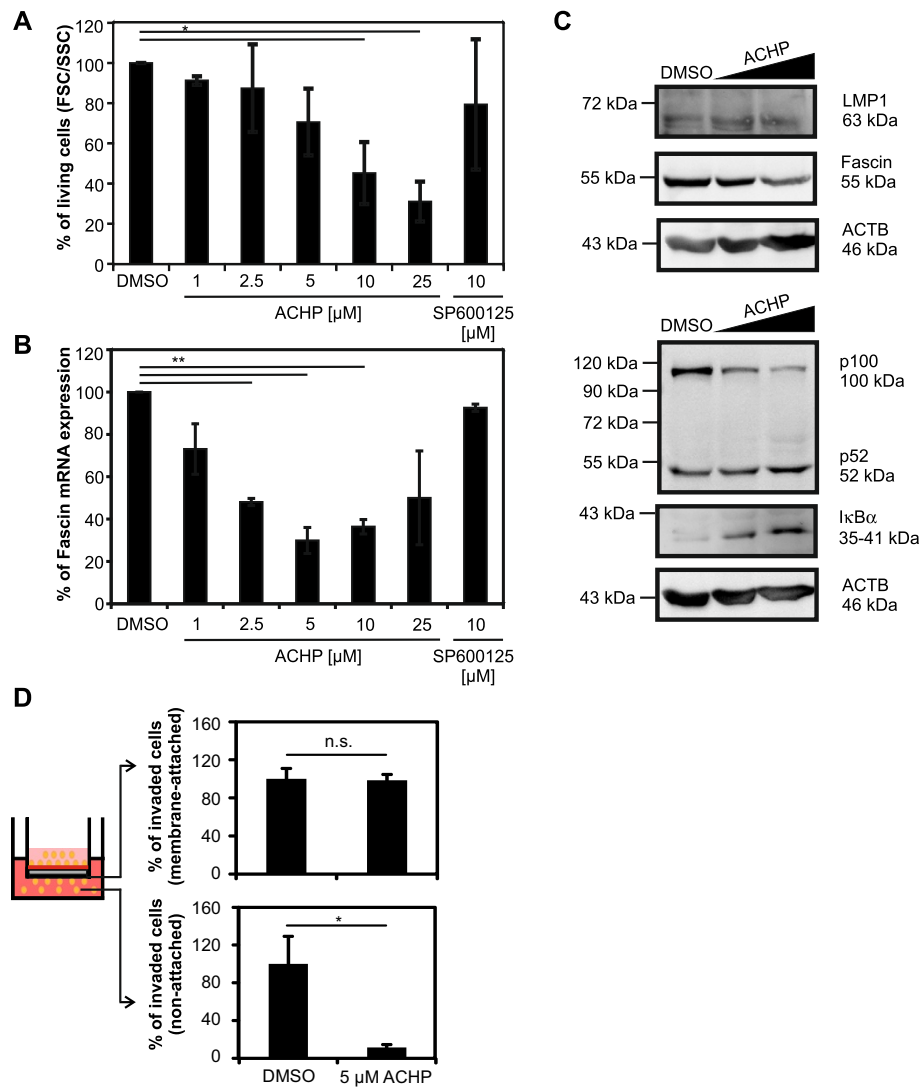 A
% of living cells (FSC/SSC)
120
100
80
60
40
20
0
*
DMSO 1 2.5 5 10 25 10
ACHP [µM] SP600125
[µM]
B
% of Fascin mRNA expression
120
100
80
60
40
20
0
**
DMSO 1 2.5 5 10 25 10
ACHP [µM] SP600125
[µM]
C
DMSO ACHP
72 kDa
LMP1
63 kDa
55 kDa
Fascin
55 kDa
43 kDa
ACTB
46 kDa
DMSO ACHP
120 kDa
90 kDa
72 kDa
55 kDa
p100
100 kDa
p52
52 kDa
43 kDa
IκBα
35-41 kDa
43 kDa
ACTB
46 kDa
D
% of invaded cells
(membrane-attached)
160
120
80
40
0
n.s.
% of invaded cells
(non-attached)
160
120
80
40
0
*
DMSO 5 µM ACHP